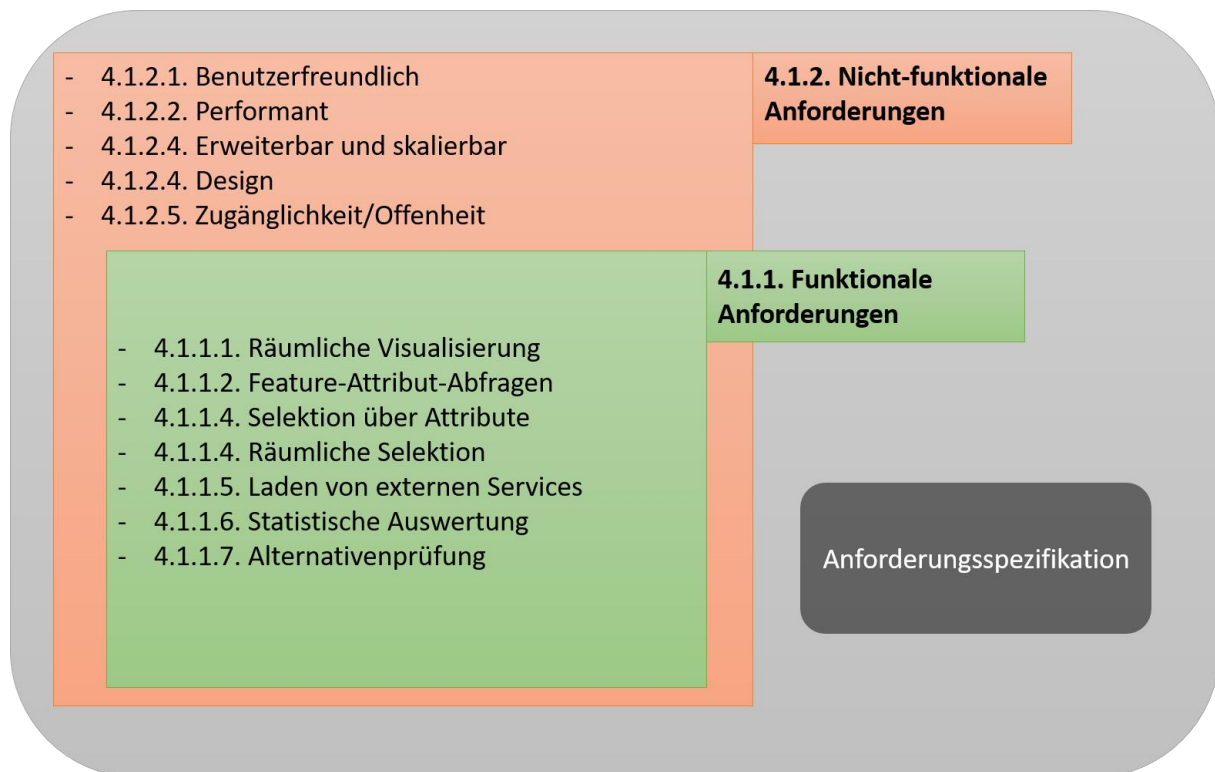 - 4.1.2.1. Benutzerfreundlich
- 4.1.2.2. Performant
- 4.1.2.4. Erweiterbar und skalierbar
- 4.1.2.4. Design
- 4.1.2.5. Zugänglichkeit/Offenheit
4.1.2. Nicht-funktionale
Anforderungen
4.1.1. Funktionale
Anforderungen
- 4.1.1.1. Räumliche Visualisierung
- 4.1.1.2. Feature-Attribut-Abfragen
- 4.1.1.4. Selektion über Attribute
- 4.1.1.4. Räumliche Selektion
- 4.1.1.5. Laden von externen Services
- 4.1.1.6. Statistische Auswertung
- 4.1.1.7. Alternativenprüfung
Anforderungsspezifikation